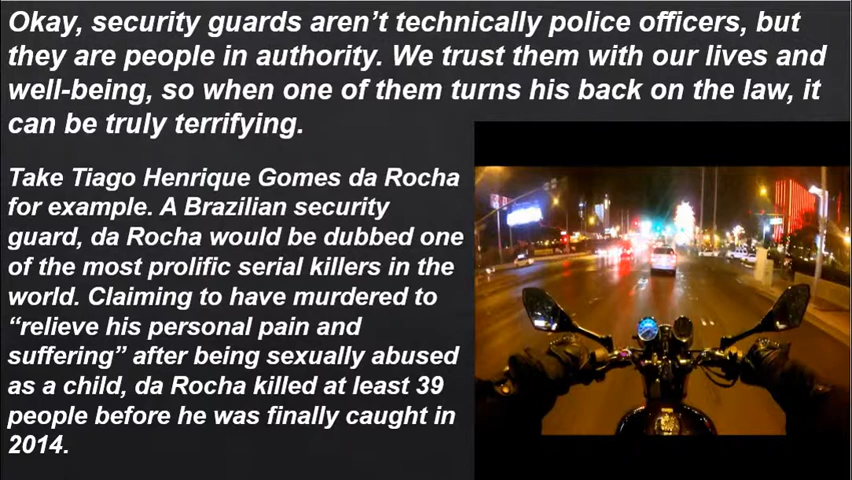 Okay, security guards aren’t technically police officers, but
they are people in authority. We trust them with our lives and
well-being, so when one of them turns his back on the law, it
can be truly terrifying.
Take Tiago Henrique Gomes da Rocha
for example. A Brazilian security
guard, da Rocha would be dubbed one
of the most prolific serial killers in the
world. Claiming to have murdered to
“relieve his personal pain and
suffering” after being sexually abused
as a child, da Rocha killed at least 39
people before he was finally caught in
2014.